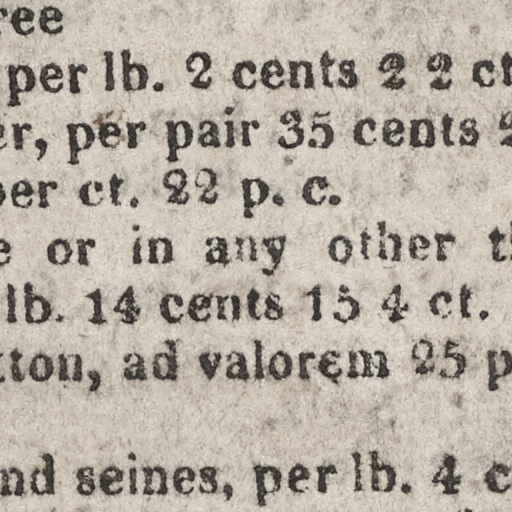 ree
per lb. 2 cents 2 2 ct
er, per pair 35 cents 2
per ct. 22 p. c.
e or in any other th
lb. 14 cents 15 4 ct.
tton, ad valorem 25 p
nd seines, per lb. 4 c